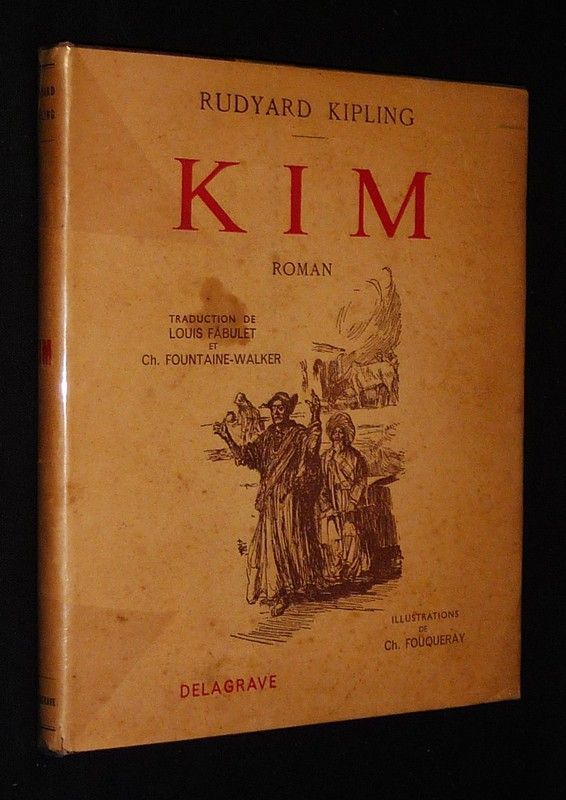 RUDYARD KIPLING
KIM
ROMAN
TRADUCTION DE
LOUIS FABULET
ET
Ch. FOUNTAINE-WALKER
ILLUSTRATIONS
DE
Ch. FOUQUERAY
DELAGRAVE